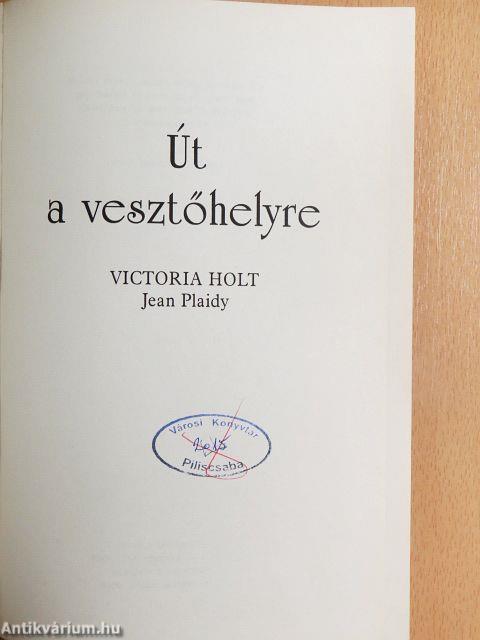 Út
a vesztőhelyre
VICTORIA HOLT
Jean Plaidy
Városi Könyvtár
Piliscsaba
Antikvárium.hu